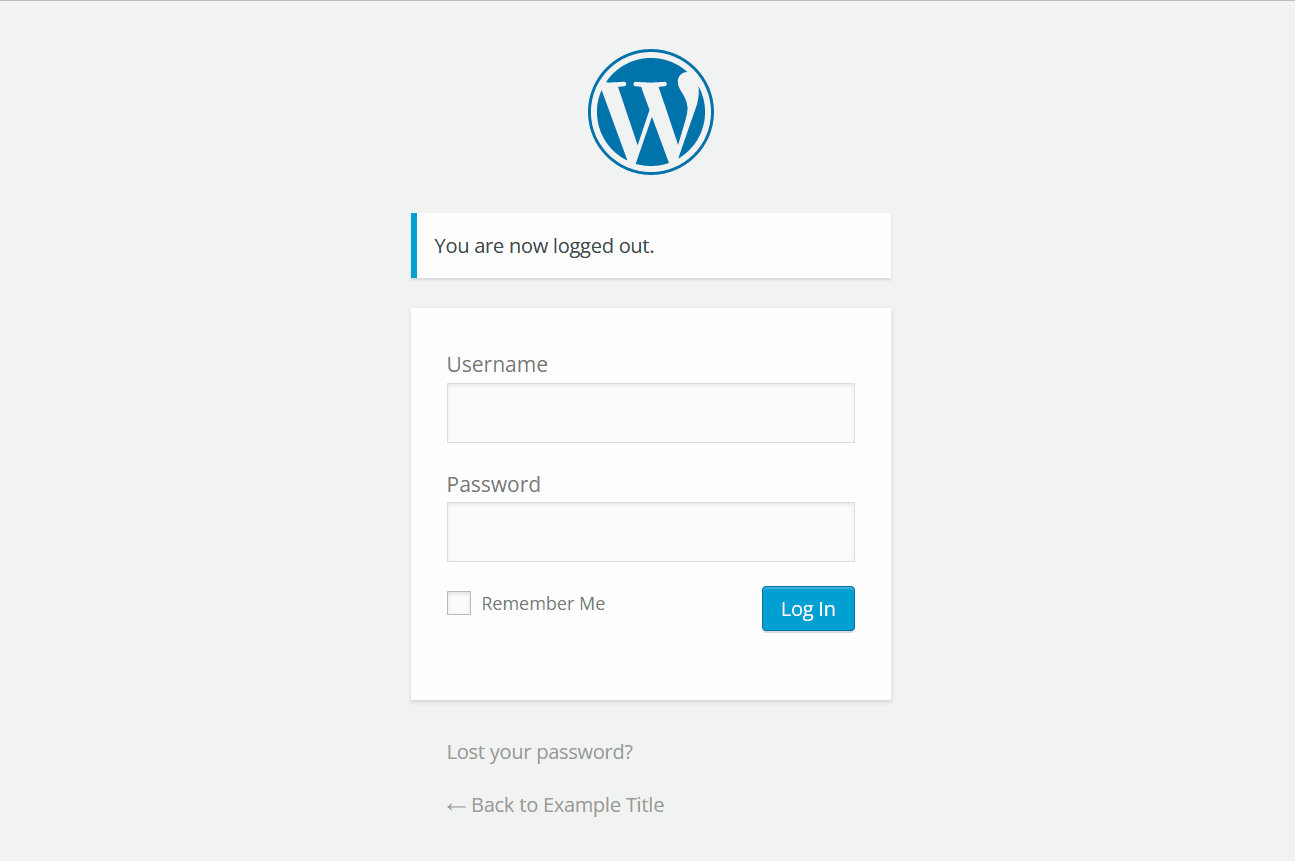 You are now logged out.
Username
Password
Remember Me
Log In
Lost your password?
← Back to Example Title